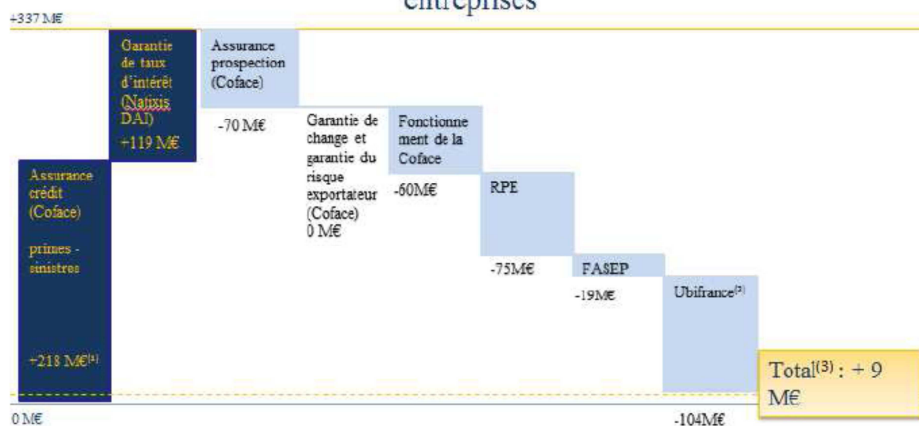 entreprises
+337 M€
Garantie
de taux
d'intérêt
(Natixis
DAI)
+119 M€
Assurance
prospection
(Coface)
-70 M€
Garantie de
change et
garantie du
risque
exportateur
(Coface)
0 M€
Fonctionne
ment de la
Coface
-60M€
Assurance
crédit
(Coface)
primes -
sinistres
+218 M€(1)
RPE
-75M€
FASEP
-19M€
Ubifrance(2)
-104M€
Total(3) : + 9
M€
0 M€